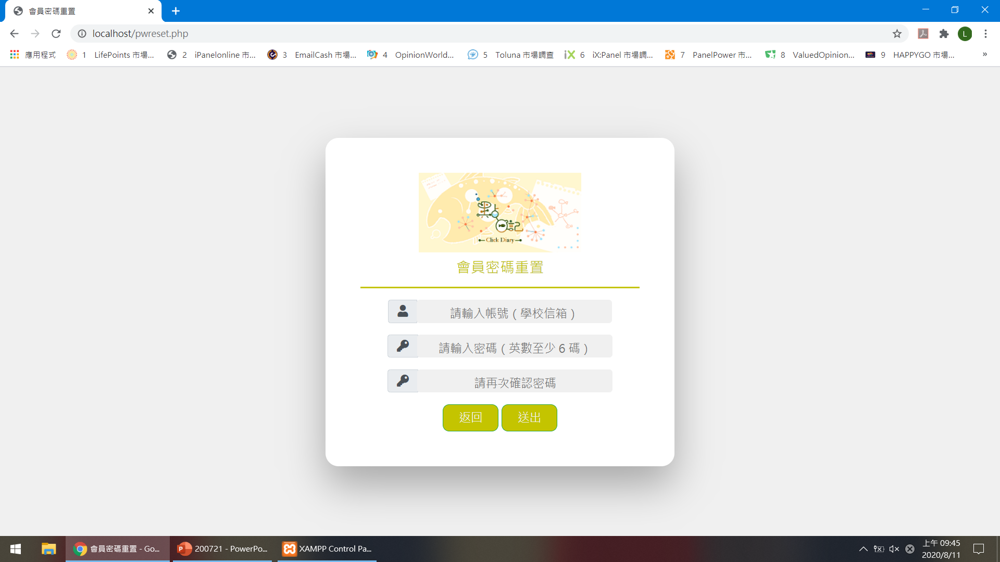 會員密碼重置
localhost/pwreset.php
L
應用程式 1 LifePoints 市場... 2 iPanelonline 市... 3 EmailCash 市場... 4 OpinionWorld... 5 Toluna 市場調查 6 iX:Panel 市場調... 7 PanelPower 市... 8 ValuedOpinion... 9 HAPPYGO 市場... »
點
日記
Click Diary
會員密碼重置
請輸入帳號 ( 學校信箱 )
請輸入密碼 ( 英數至少 6 碼 )
請再次確認密碼
返回 送出
會員密碼重置 - Go... 200721 - PowerPo... XAMPP Control Pa...
上午 09:45
2020/8/11